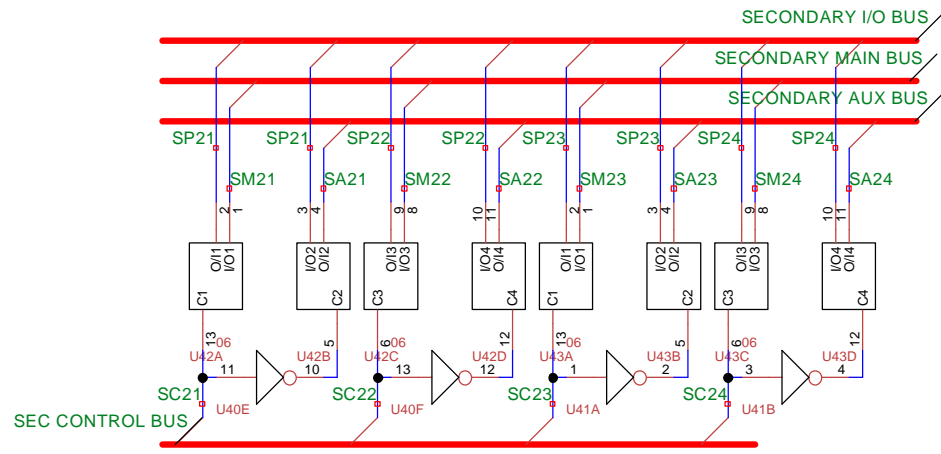 SECONDARY I/O BUS
SECONDARY MAIN BUS
SECONDARY AUX BUS
SP21 SP21 SP22 SP22 SP23 SP23 SP24 SP24
SM21 SA21 SM22 SA22 SM23 SA23 SM24 SA24
2 1 3 4 9 8 10 11 2 1 3 4 9 8 10 11
O/I1 I/O1 I/O2 O/I2 O/I3 I/O3 I/O4 O/I4 O/I1 I/O1 I/O2 O/I2 O/I3 I/O3 I/O4 O/I4
C1 C2 C3 C4 C1 C2 C3 C4
13 5 6 12 13 5 6 12
06 06 06 06
U42A U42B U42C U42D U43A U43B U43C U43D
11 10 13 12 1 2 3 4
SC21 SC22 SC23 SC24
U40E U40F U41A U41B
SEC CONTROL BUS